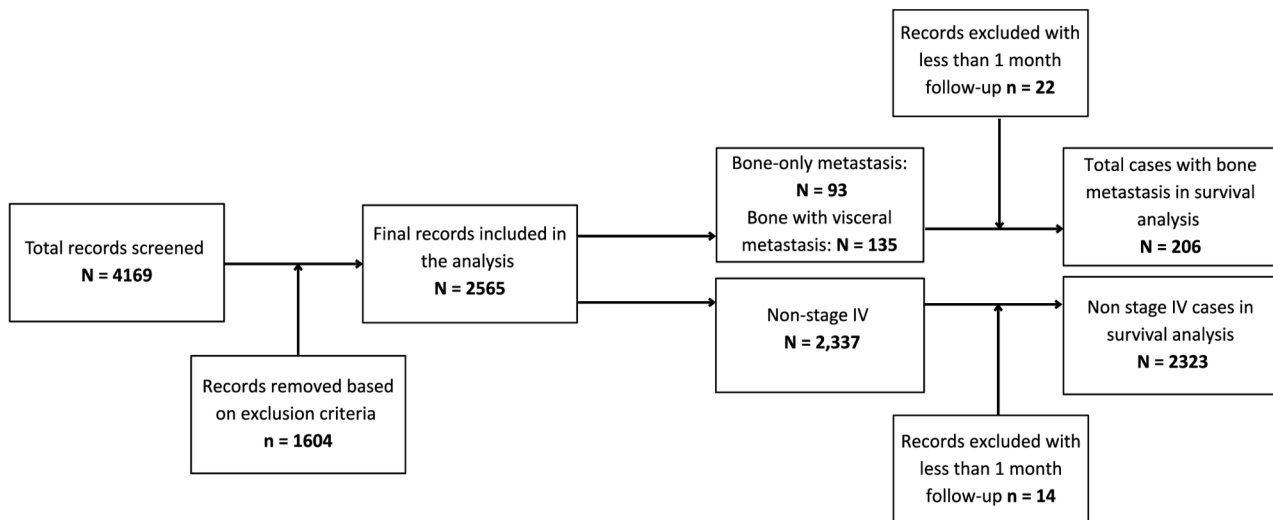 Total records screened
N = 4169
Records removed based
on exclusion criteria
n = 1604
Final records included in
the analysis
N = 2565
Bone-only metastasis:
N = 93
Bone with visceral
metastasis: N = 135
Non-stage IV
N = 2,337
Records excluded with
less than 1 month
follow-up n = 22
Records excluded with
less than 1 month
follow-up n = 14
Total cases with bone
metastasis in survival
analysis
N = 206
Non stage IV cases in
survival analysis
N = 2323